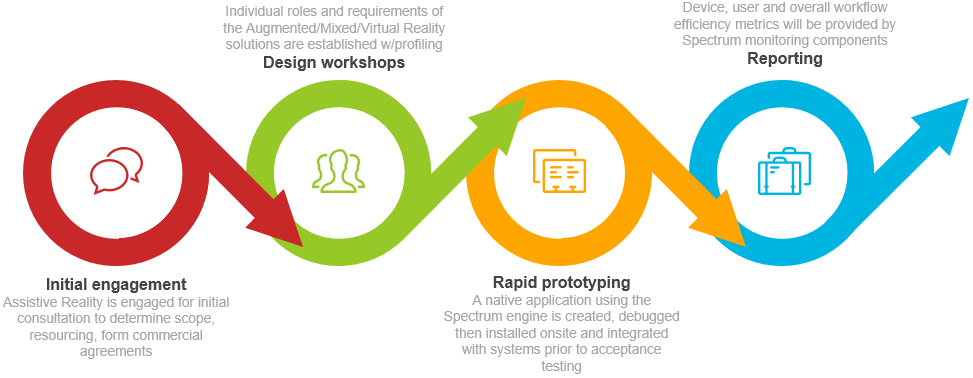 Individual roles and requirements of
the Augmented/Mixed/Virtual Reality
solutions are established w/profiling
Design workshops
Device, user and overall workflow
efficiency metrics will be provided by
Spectrum monitoring components
Reporting
Initial engagement
Assistive Reality is engaged for initial
consultation to determine scope,
resourcing, form commercial
agreements
Rapid prototyping
A native application using the
Spectrum engine is created, debugged
then installed onsite and integrated
with systems prior to acceptance
testing